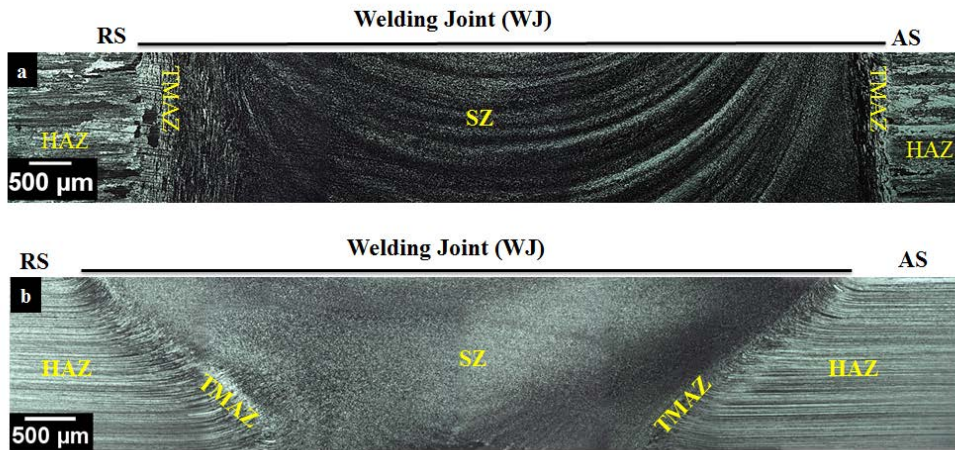 Welding Joint (WJ)
RS
AS
a
TMAZ
SZ
TMAZ
HAZ
HAZ
500 µm
Welding Joint (WJ)
RS
AS
b
SZ
HAZ
HAZ
TMAZ
TMAZ
500 µm